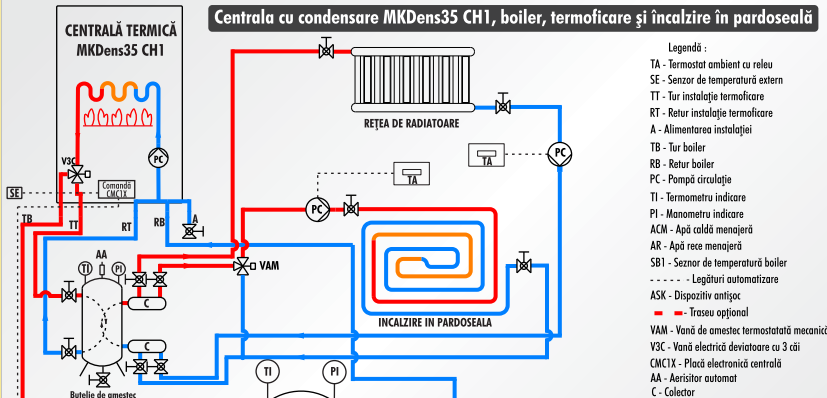 Centrala cu condensare MKDens35 CH1, boiler, termoficare şi încalzire în pardoseală
CENTRALĂ TERMICĂ
MKDens35 CH1
V3C
PC
Comandă
CMC1X
SE
TB
TT
RT
RB
A
AA
TI
PI
C
C
Butelie de amestec
VAM
REŢEA DE RADIATOARE
TA
TA
PC
PC
INCALZIRE IN PARDOSEALA
TI
PI
Legendă :
TA - Termostat ambient cu releu
SE - Senzor de temperatură extern
TT - Tur instalaţie termoficare
RT - Retur instalaţie termoficare
A - Alimentarea instalaţiei
TB - Tur boiler
RB - Retur boiler
PC - Pompă circulaţie
TI - Termometru indicare
PI - Manometru indicare
ACM - Apă caldă menajeră
AR - Apă rece menajeră
SB1 - Seznor de temperatură boiler
- Legături automatizare
ASK - Dispozitiv antişoc
- Traseu opţional
VAM - Vană de amestec termostatată mecanică
V3C - Vană electrică deviatoare cu 3 căi
CMC1X - Placă electronică centrală
AA - Aerisitor automat
C - Colector